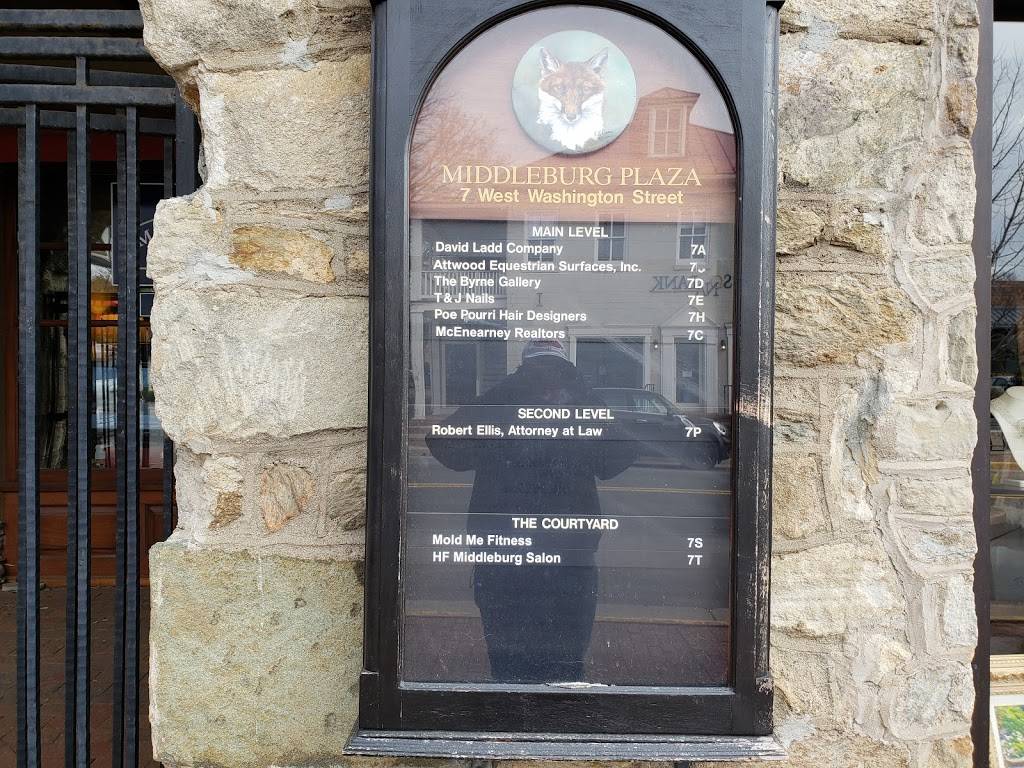 MIDDLEBURG PLAZA
7 West Washington Street
MAIN LEVEL
David Ladd Company 7A
Attwood Equestrian Surfaces, Inc.
The Byrne Gallery 7D
T & J Nails 7E
Poe Pourri Hair Designers 7H
McEnearney Realtors 7C
SECOND LEVEL
Robert Ellis, Attorney at Law 7P
THE COURTYARD
Mold Me Fitness 7S
HF Middleburg Salon 7T